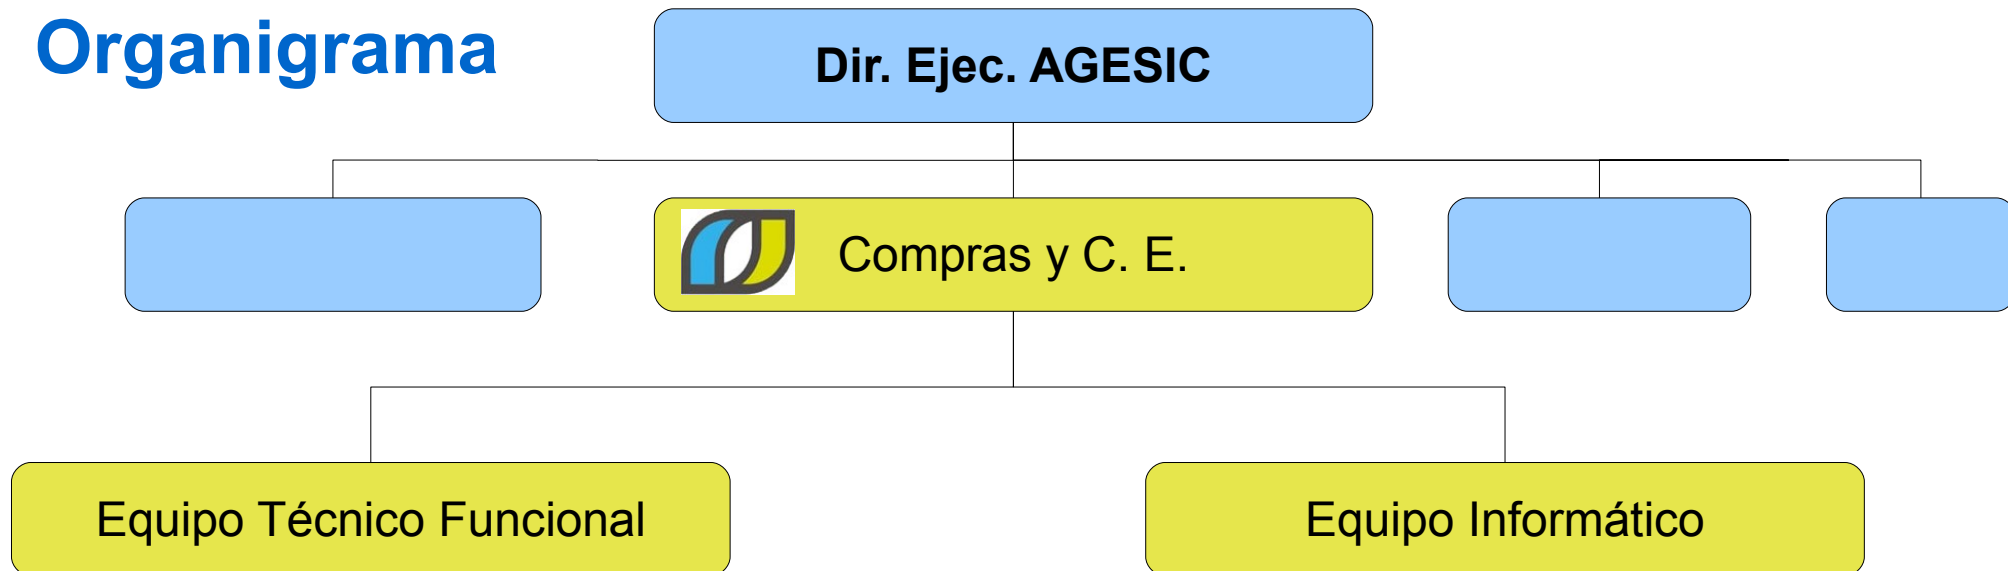 Organigrama
Dir. Ejec. AGESIC
Compras y C. E.
Equipo Técnico Funcional
Equipo Informático